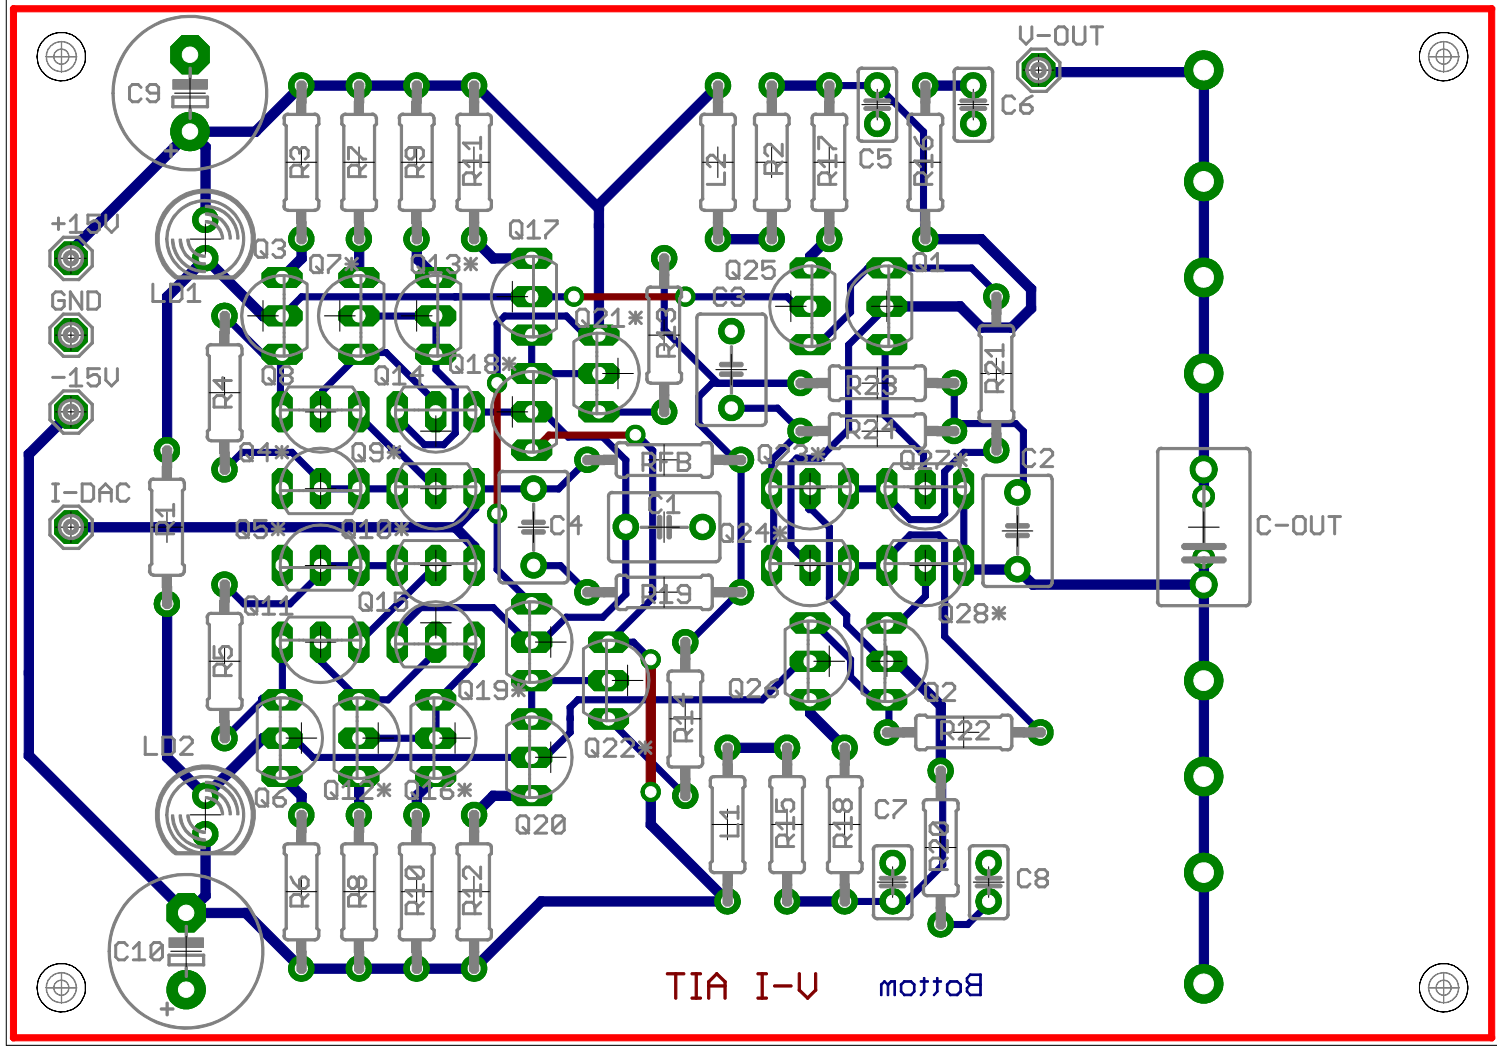 V-OUT
C9
C6
R3
R7
R9
R11
L2
R2
R17
C5
R16
+15V
Q3
Q7*
Q13*
Q17
Q25
Q1
LD1
GND
C3
Q21*
R13
-15V
R4
Q8
Q14
Q18*
R23
R21
R24
Q4*
Q9*
RFB
Q23*
Q27*
C2
I-DAC
R1
Q5*
Q10*
C4
C1
Q24*
C-OUT
Q11
Q15
R19
Q28*
R5
Q19*
Q26
Q2
R14
R22
LD2
Q22*
Q6
Q12*
Q16*
Q20
L1
R15
R18
C7
R20
C8
R6
R8
R10
R12
C10
+
TIA I-V
Bottom